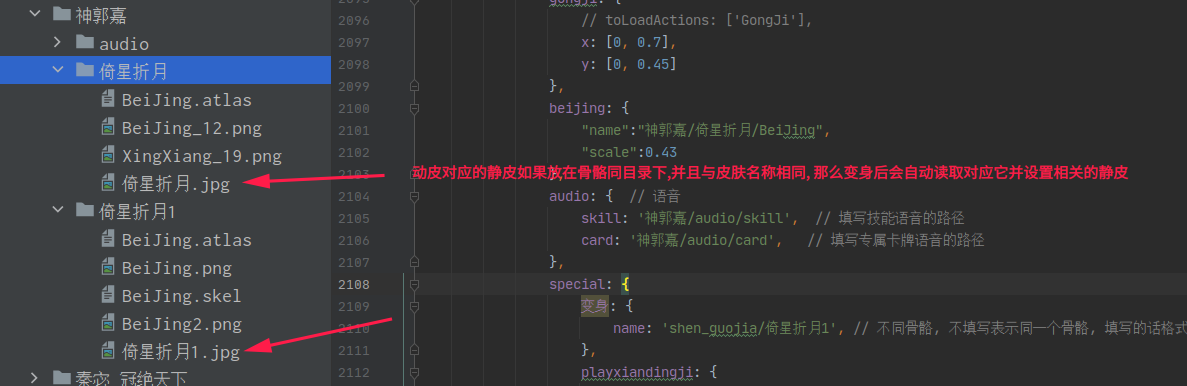 神郭嘉
audio
倚星折月
BeiJing.atlas
BeiJing_12.png
XingXiang_19.png
倚星折月.jpg
倚星折月1
BeiJing.atlas
BeiJing.png
BeiJing.skel
BeiJing2.png
倚星折月1.jpg
秦宓_冠绝天下
2095 gongji: {
2096 // toLoadActions: ['GongJi'],
2097 x: [0, 0.7],
2098 y: [0, 0.45]
2099 },
2100 beijing: {
2101 "name":"神郭嘉/倚星折月/BeiJing",
2102 "scale":0.43
2103 },
动皮对应的静皮如果放在骨骼同目录下,并且与皮肤名称相同, 那么变身后会自动读取对应它并设置相关的静皮
2104 audio: { // 语音
2105 skill: '神郭嘉/audio/skill', // 填写技能语音的路径
2106 card: '神郭嘉/audio/card', // 填写专属卡牌语音的路径
2107 },
2108 special: {
2109 变身: {
2110 name: 'shen_guojia/倚星折月1', // 不同骨骼, 不填写表示同一个骨骼, 填写的话格式
2111 },
2112 playxiandingji: {